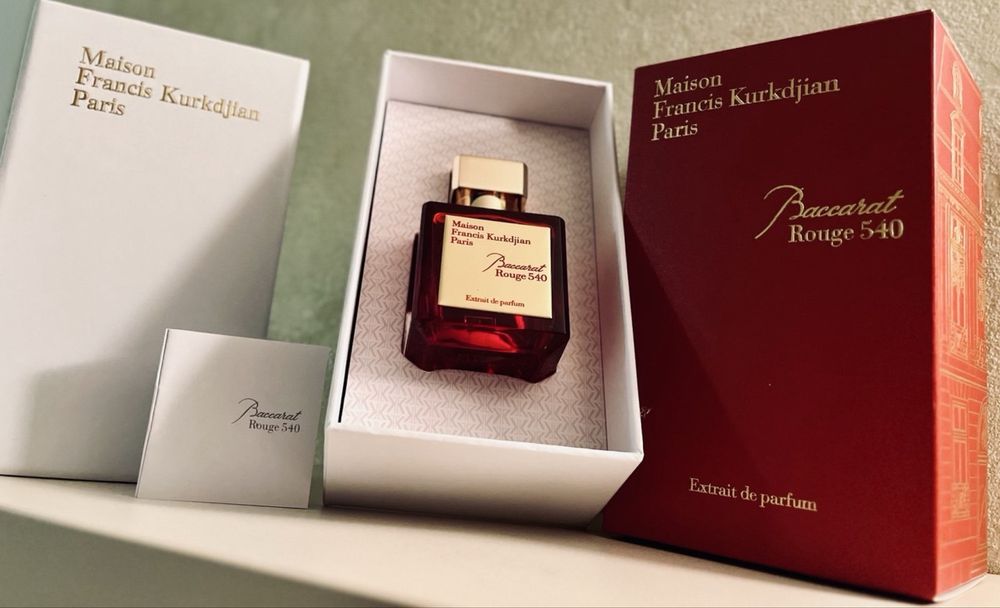 Maison
Francis Kurkdjian
Paris
Baccarat
Rouge 540
Maison
Francis Kurkdjian
Paris
Baccarat
Rouge 540
Extrait de parfum
Maison
Francis Kurkdjian
Paris
Baccarat
Rouge 540
Extrait de parfum